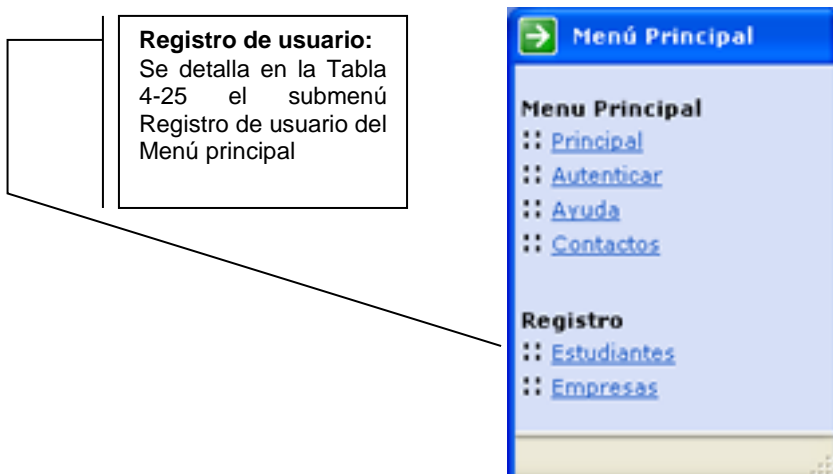 Registro de usuario:
Se detalla en la Tabla
4-25 el submenú
Registro de usuario del
Menú principal
Menú Principal
Menu Principal
Principal
Autenticar
Ayuda
Contactos
Registro
Estudiantes
Empresas